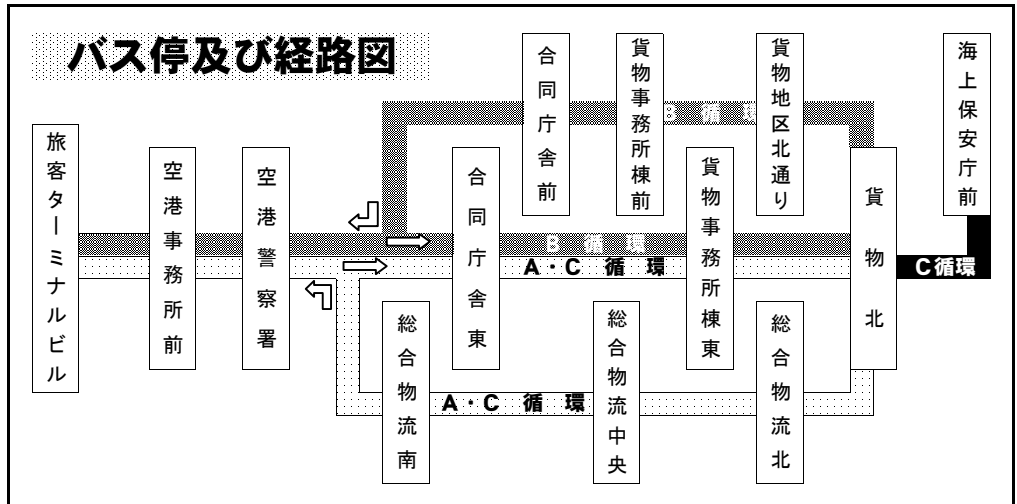 バス停及び経路図
旅客ターミナルビル
空港事務所前
空港警察署
合同庁舎前
貨物事務所棟前
貨物地区北通り
海上保安庁前
B 循 環
合同庁舎東
貨物事務所棟東
貨物北
B 循 環
A・C 循 環
C循環
総合物流南
総合物流中央
総合物流北
A・C 循 環